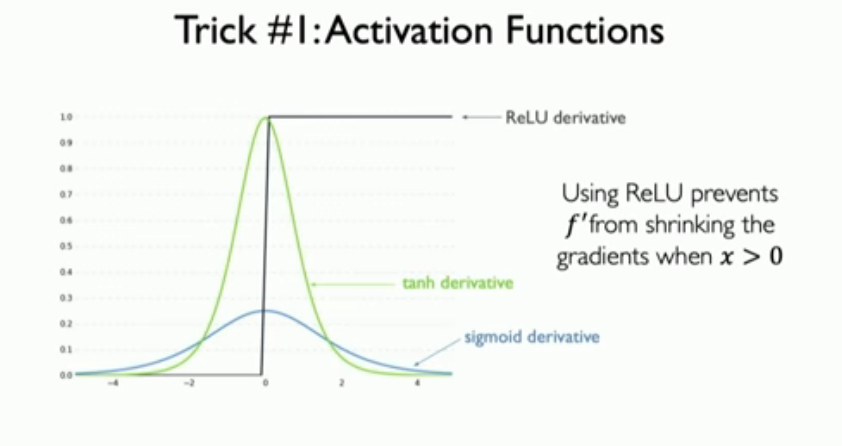 Trick #1: Activation Functions
1.0
0.9
0.8
0.7
0.6
0.5
0.4
0.3
0.2
0.1
0.0
-4
-2
0
2
4
ReLU derivative
tanh derivative
sigmoid derivative
Using ReLU prevents
f′ from shrinking the
gradients when x > 0